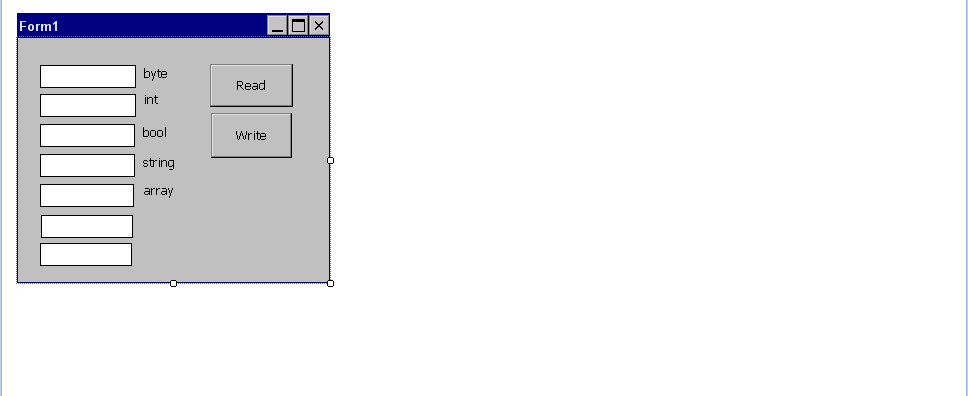 Form1
byte
Read
int
Write
bool
string
array